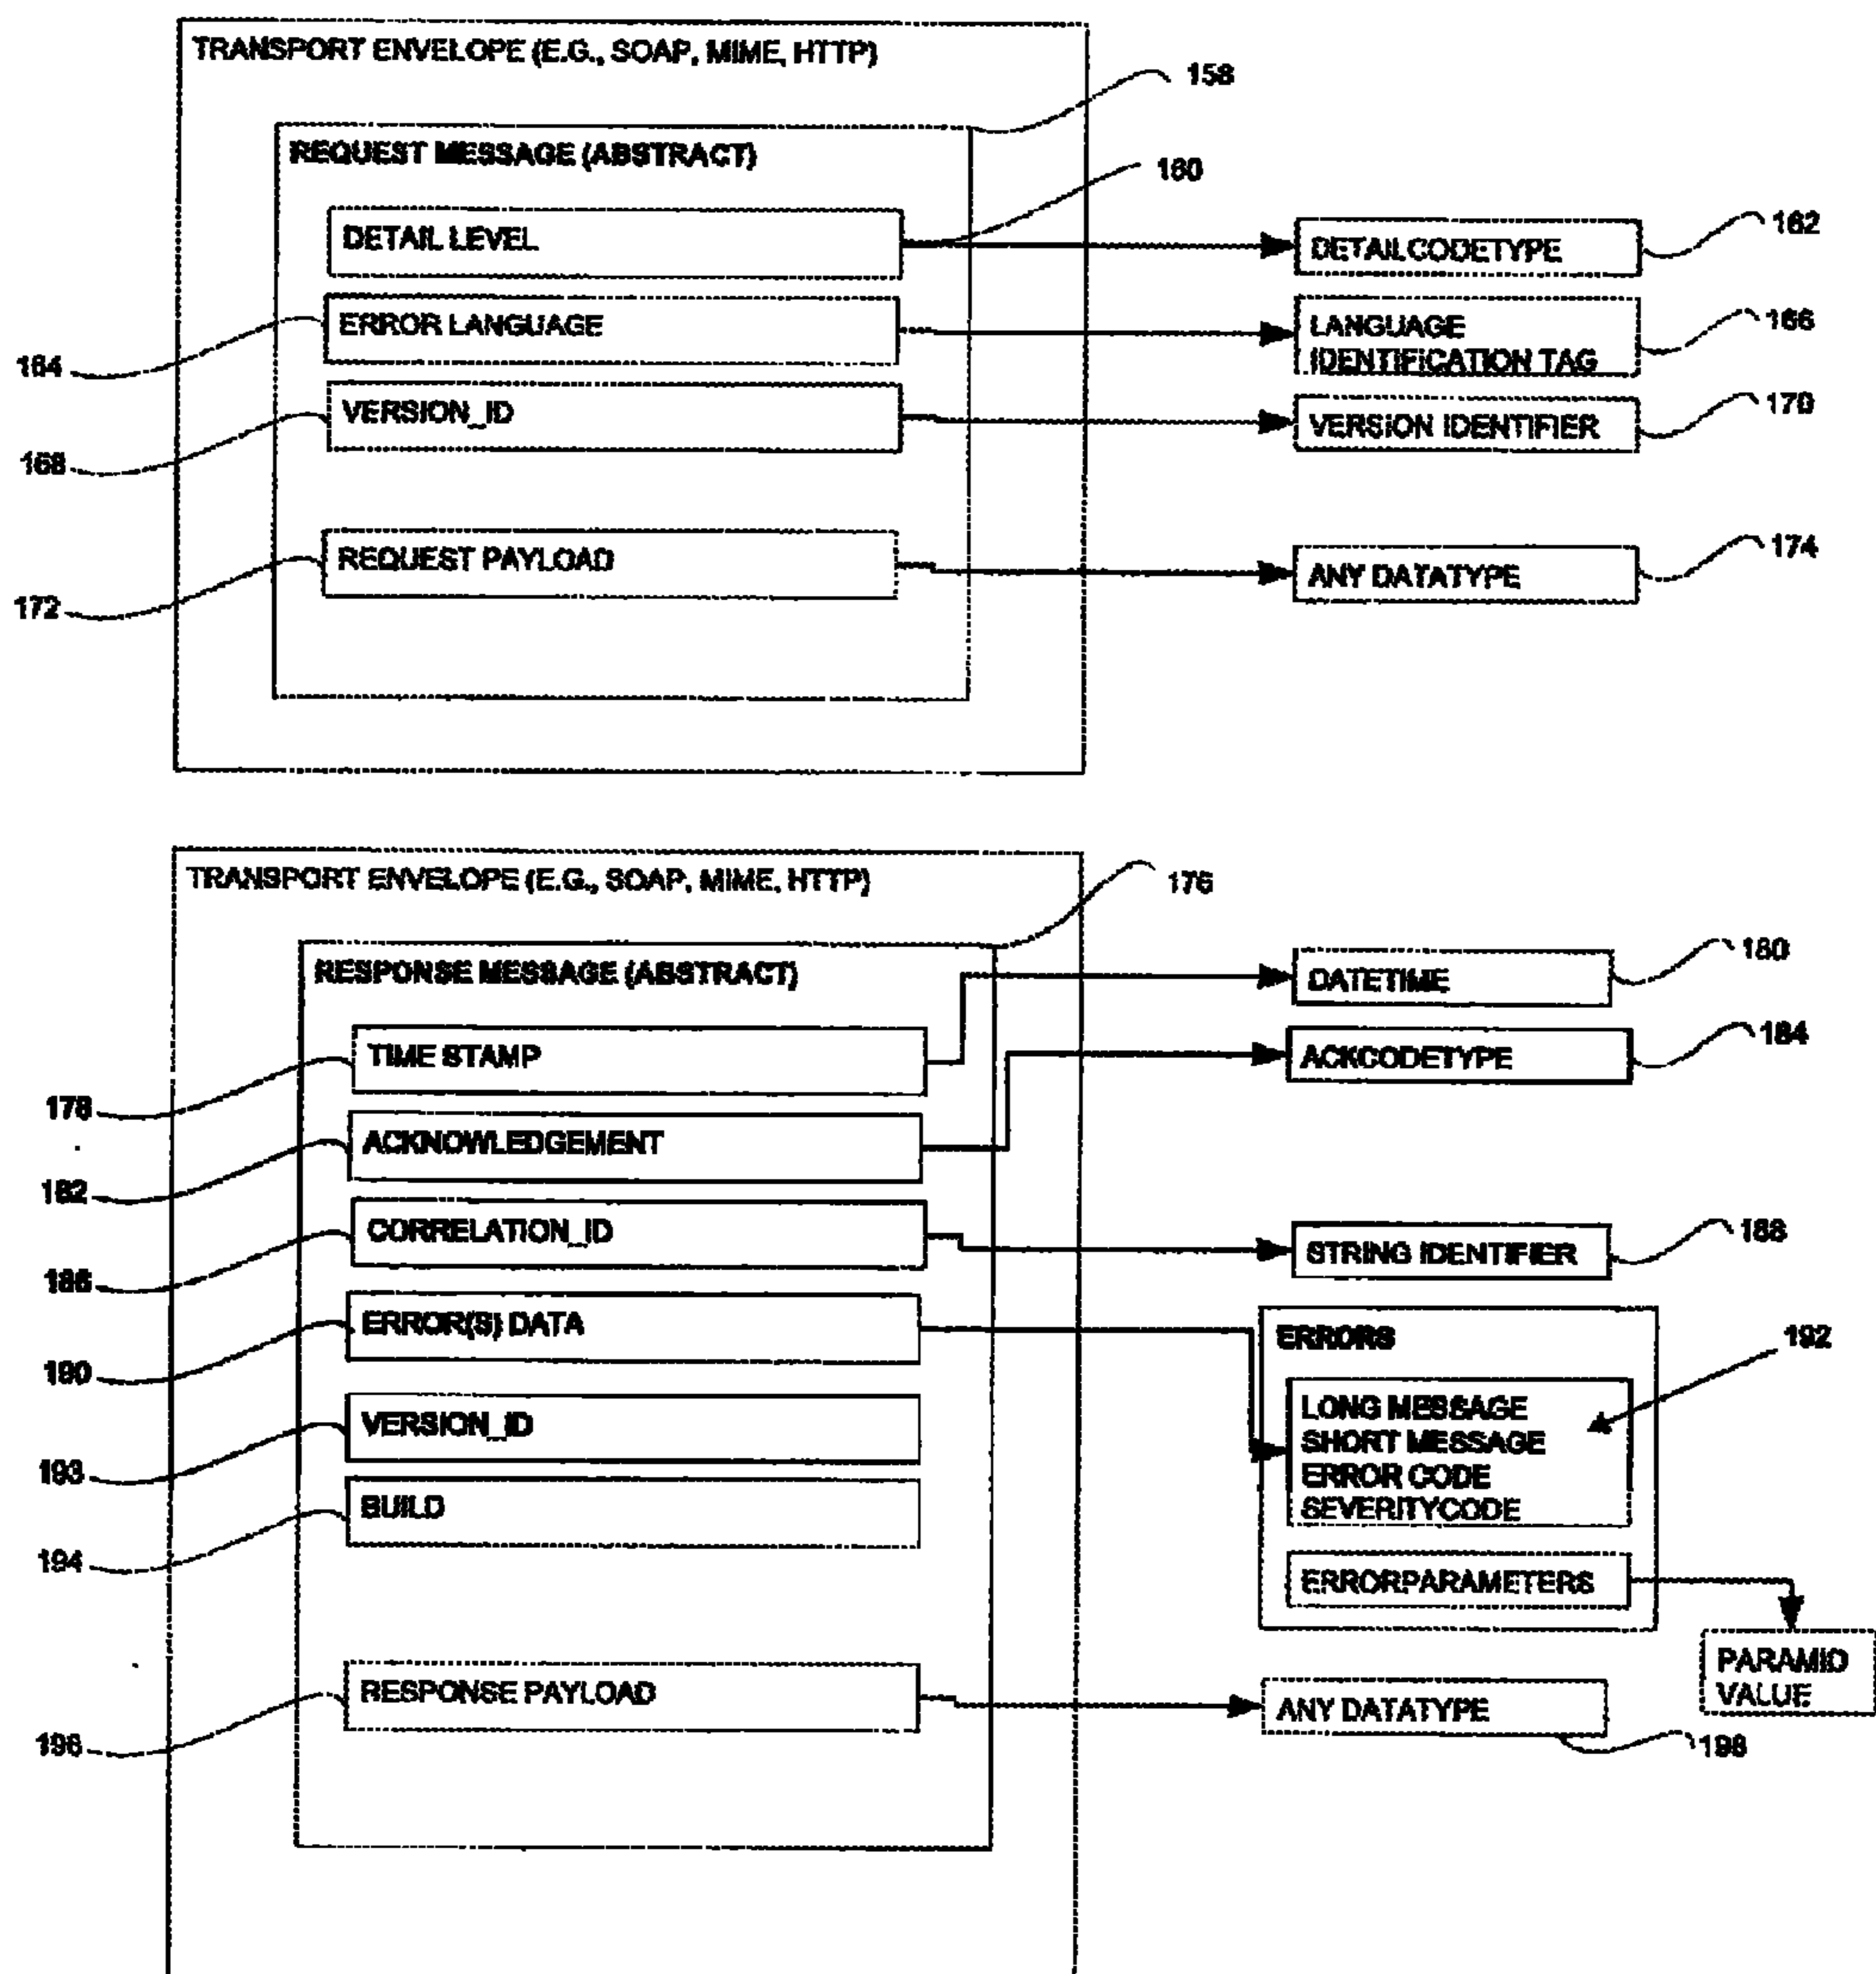 TRANSPORT ENVELOPE (E.G., SOAP, MIME, HTTP)
158
REQUEST MESSAGE (ABSTRACT)
160
DETAIL LEVEL
DETAILCODETYPE
162
164
ERROR LANGUAGE
LANGUAGE
IDENTIFICATION TAG
166
168
VERSION_ID
VERSION IDENTIFIER
170
172
REQUEST PAYLOAD
ANY DATATYPE
174
TRANSPORT ENVELOPE (E.G., SOAP, MIME, HTTP)
176
RESPONSE MESSAGE (ABSTRACT)
DATETIME
180
178
TIME STAMP
ACKCODETYPE
184
182
ACKNOWLEDGEMENT
186
CORRELATION_ID
STRING IDENTIFIER
188
190
ERROR(S) DATA
ERRORS
192
LONG MESSAGE
SHORT MESSAGE
ERROR CODE
SEVERITYCODE
193
VERSION_ID
194
BUILD
ERRORPARAMETERS
PARAMID
VALUE
196
RESPONSE PAYLOAD
ANY DATATYPE
198